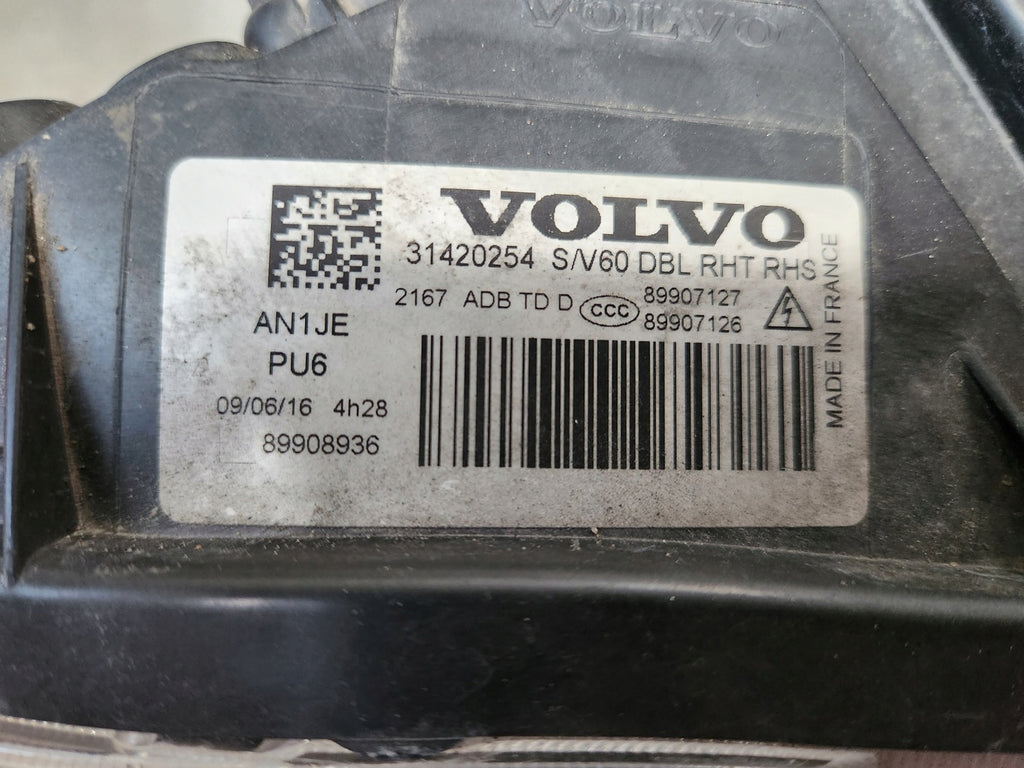 VOLVO
VOLVO
31420254 S/V60 DBL RHT RHS
2167 ADB TD D CCC 89907127
89907126
AN1JE
PU6
09/06/16 4h28
89908936
MADE IN FRANCE